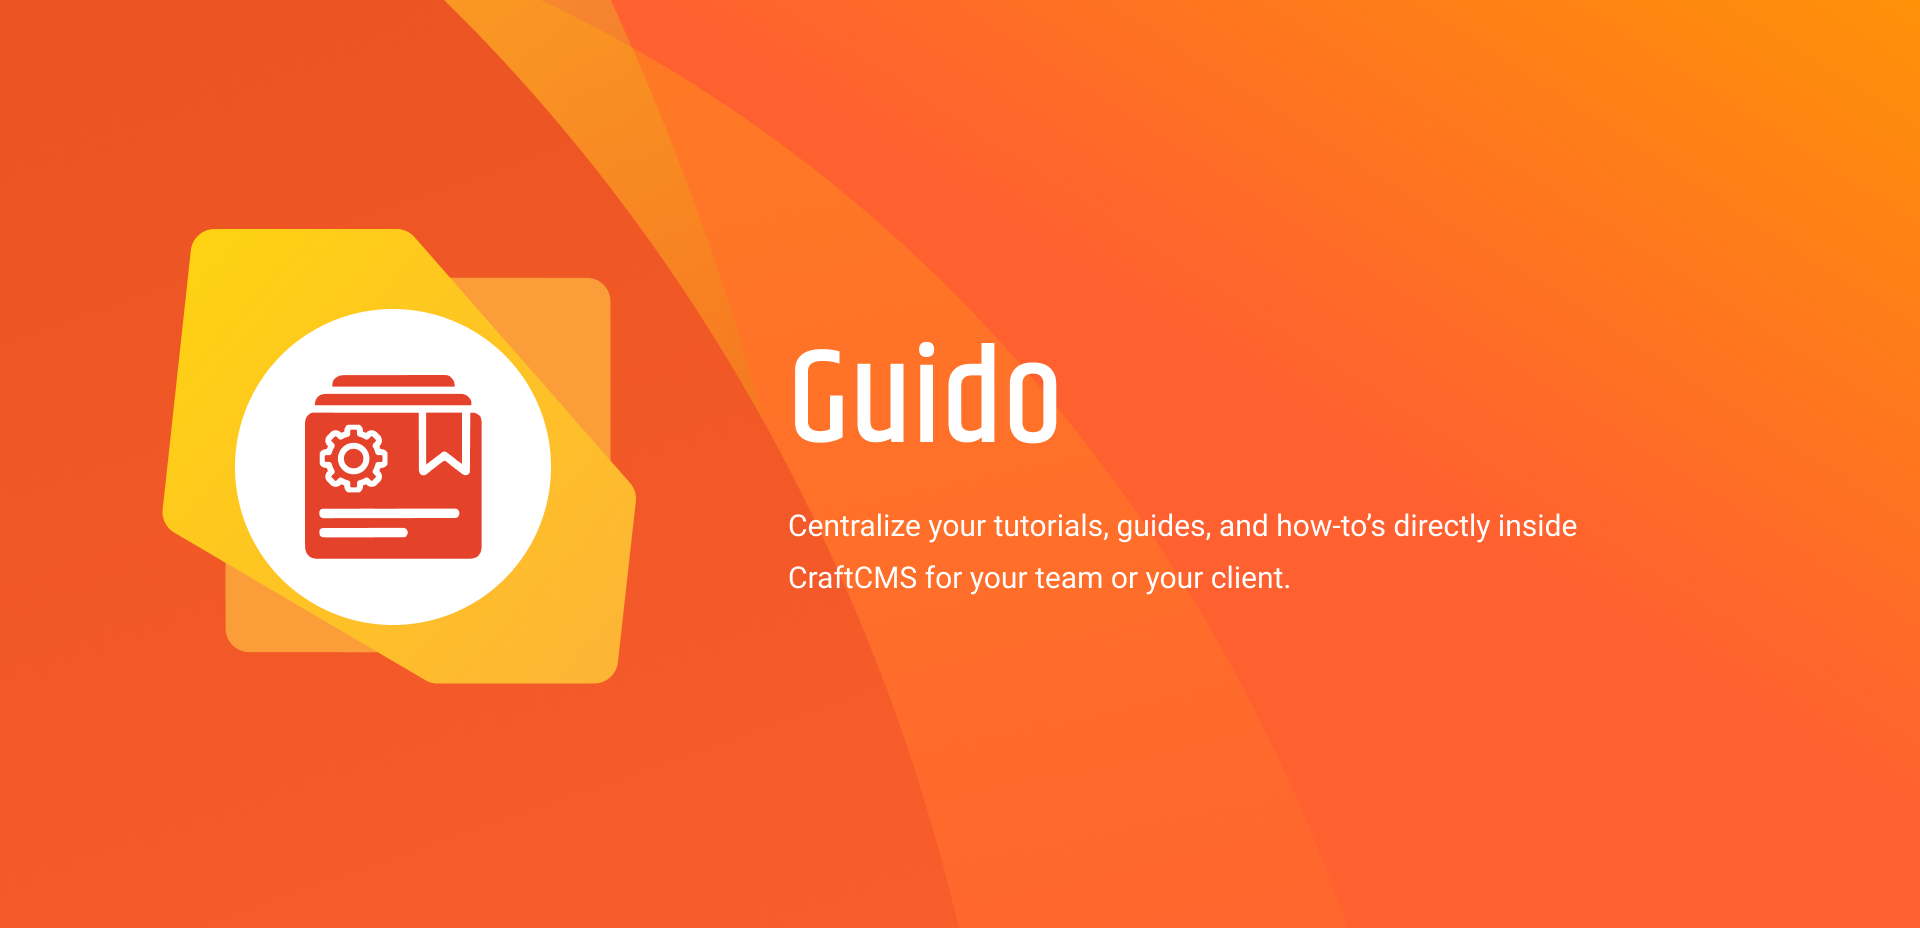 Guido
Centralize your tutorials, guides, and how-to’s directly inside
CraftCMS for your team or your client.